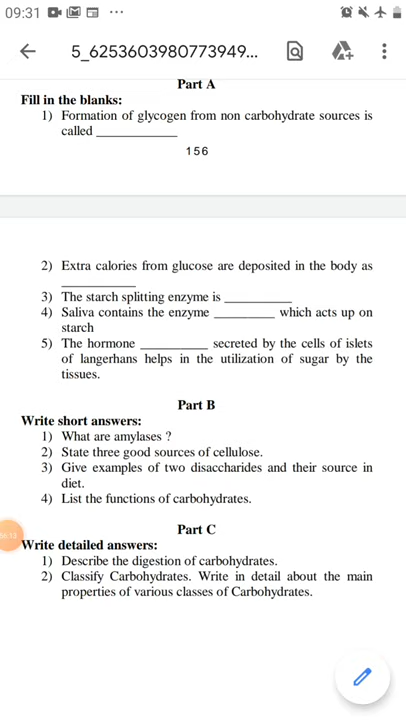 09:31
5_6253603980773949...
Part A
Fill in the blanks:
1) Formation of glycogen from non carbohydrate sources is
called ____________
156
2) Extra calories from glucose are deposited in the body as
___________
3) The starch splitting enzyme is __________
4) Saliva contains the enzyme _________ which acts up on
starch
5) The hormone __________ secreted by the cells of islets
of langerhans helps in the utilization of sugar by the
tissues.
Part B
Write short answers:
1) What are amylases ?
2) State three good sources of cellulose.
3) Give examples of two disaccharides and their source in
diet.
4) List the functions of carbohydrates.
Part C
Write detailed answers:
1) Describe the digestion of carbohydrates.
2) Classify Carbohydrates. Write in detail about the main
properties of various classes of Carbohydrates.